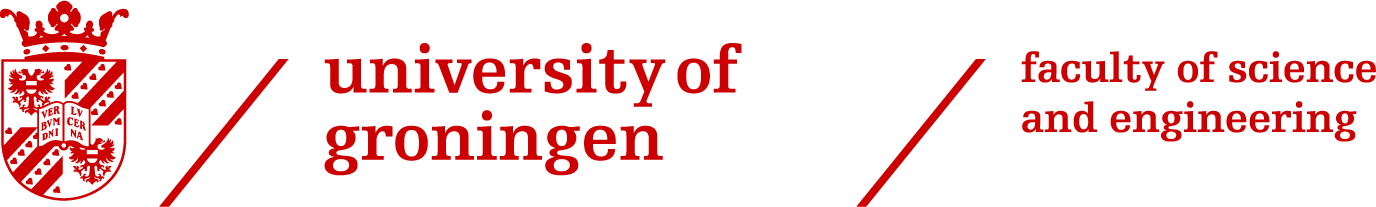 VER
BVM
DNI
LV
CER
NA
university of
groningen
faculty of science
and engineering